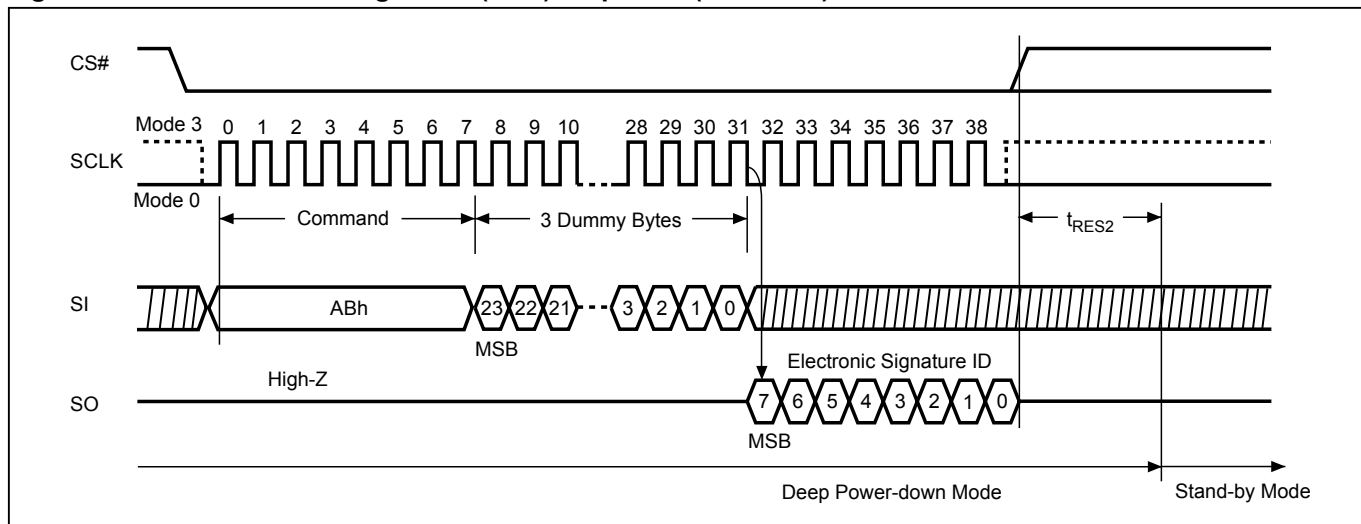 CS#
Mode 3 0 1 2 3 4 5 6 7 8 9 10 28 29 30 31 32 33 34 35 36 37 38
SCLK
Mode 0
Command 3 Dummy Bytes tRES2
SI ABh 23 22 21 3 2 1 0
MSB
High-Z Electronic Signature ID
SO 7 6 5 4 3 2 1 0
MSB
Deep Power-down Mode Stand-by Mode